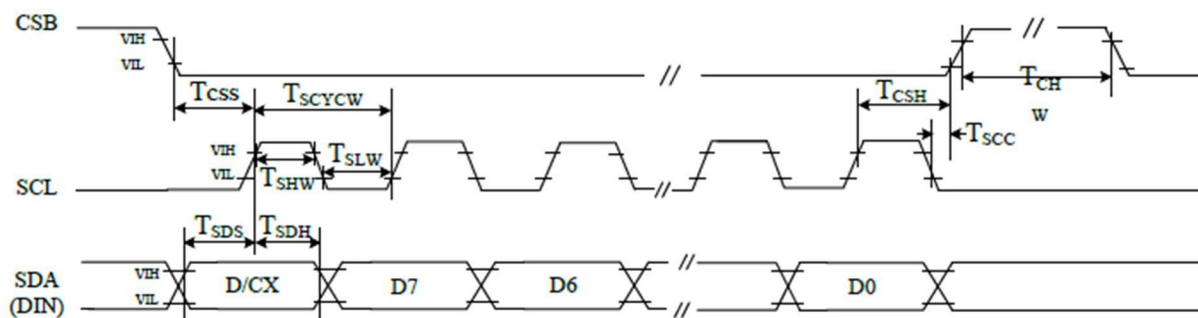 CSB
VIH
VIL
//
//
TCSS
TSCYCW
TCSH
TCH
W
TSCC
SCL
VIH
VIL
TSHW
TSLW
//
TSDS
TSDH
SDA
(DIN)
VIH
VIL
D/CX
D7
D6
//
//
D0